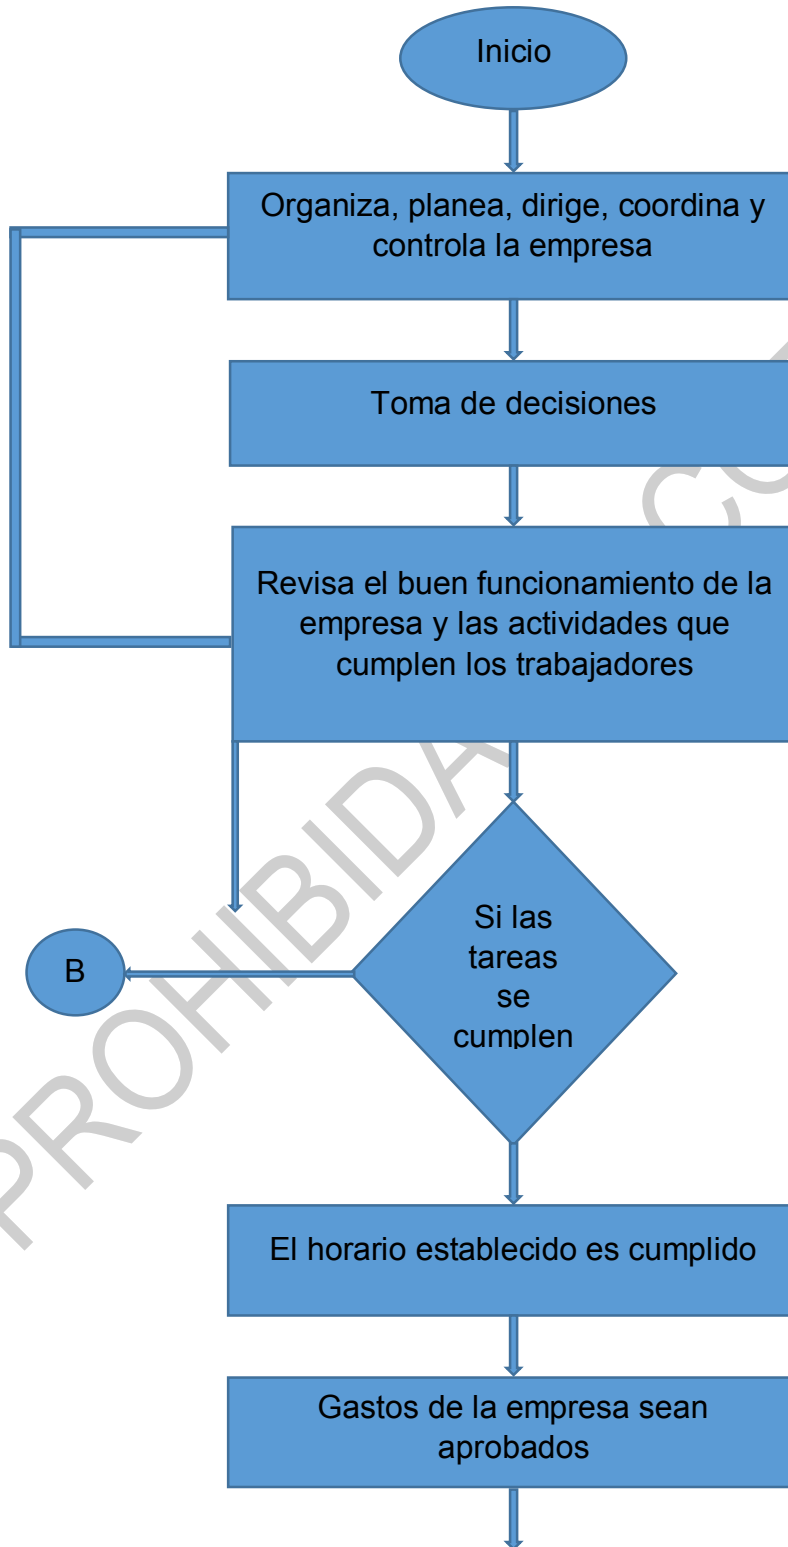 Inicio
Organiza, planea, dirige, coordina y
controla la empresa
Toma de decisiones
Revisa el buen funcionamiento de la
empresa y las actividades que
cumplen los trabajadores
Si las
tareas
se
cumplen
B
El horario establecido es cumplido
Gastos de la empresa sean
aprobados
PROHIBIDA